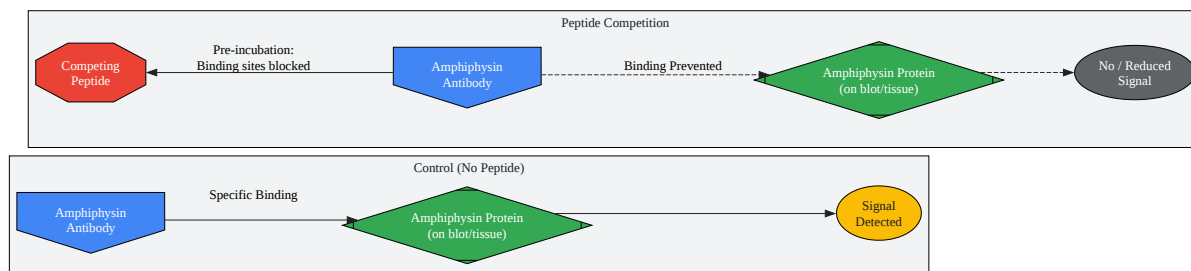 Peptide Competition
Competing
Peptide
Pre-incubation:
Binding sites blocked
Amphiphysin
Antibody
Binding Prevented
Amphiphysin Protein
(on blot/tissue)
No / Reduced
Signal
Control (No Peptide)
Amphiphysin
Antibody
Specific Binding
Amphiphysin Protein
(on blot/tissue)
Signal
Detected